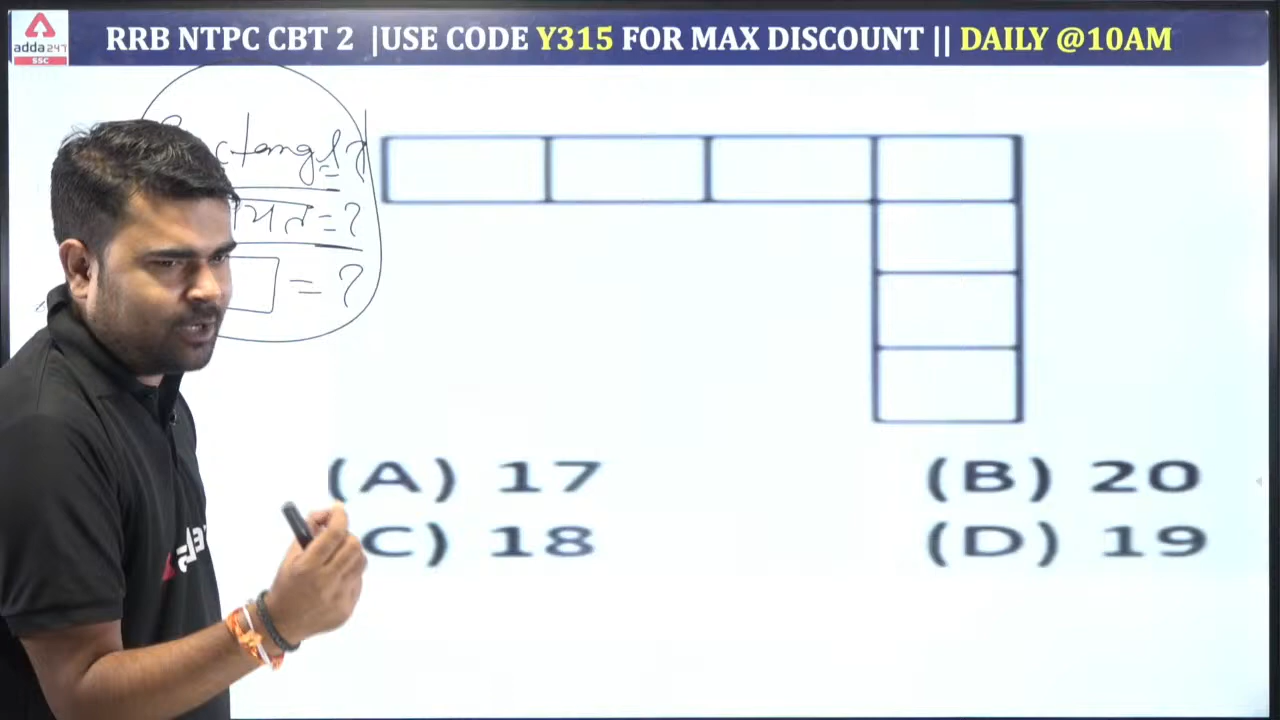 adda247
SSC
RRB NTPC CBT 2 |USE CODE Y315 FOR MAX DISCOUNT || DAILY @10AM
= ?
= ?
(A) 17 (B) 20
C) 18 (D) 19